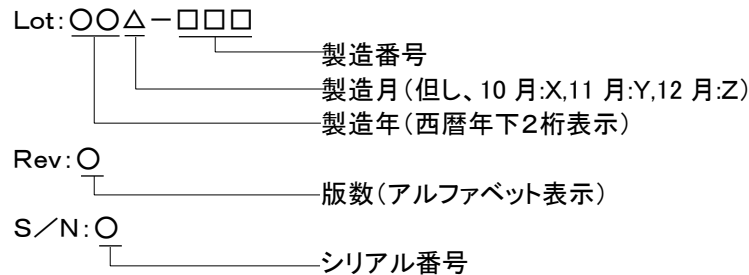 Lot:○○△－□□□
製造番号
製造月(但し、10月:X,11月:Y,12月:Z)
製造年(西暦年下２桁表示)
Rev:○
版数(アルファベット表示)
S／N:○
シリアル番号